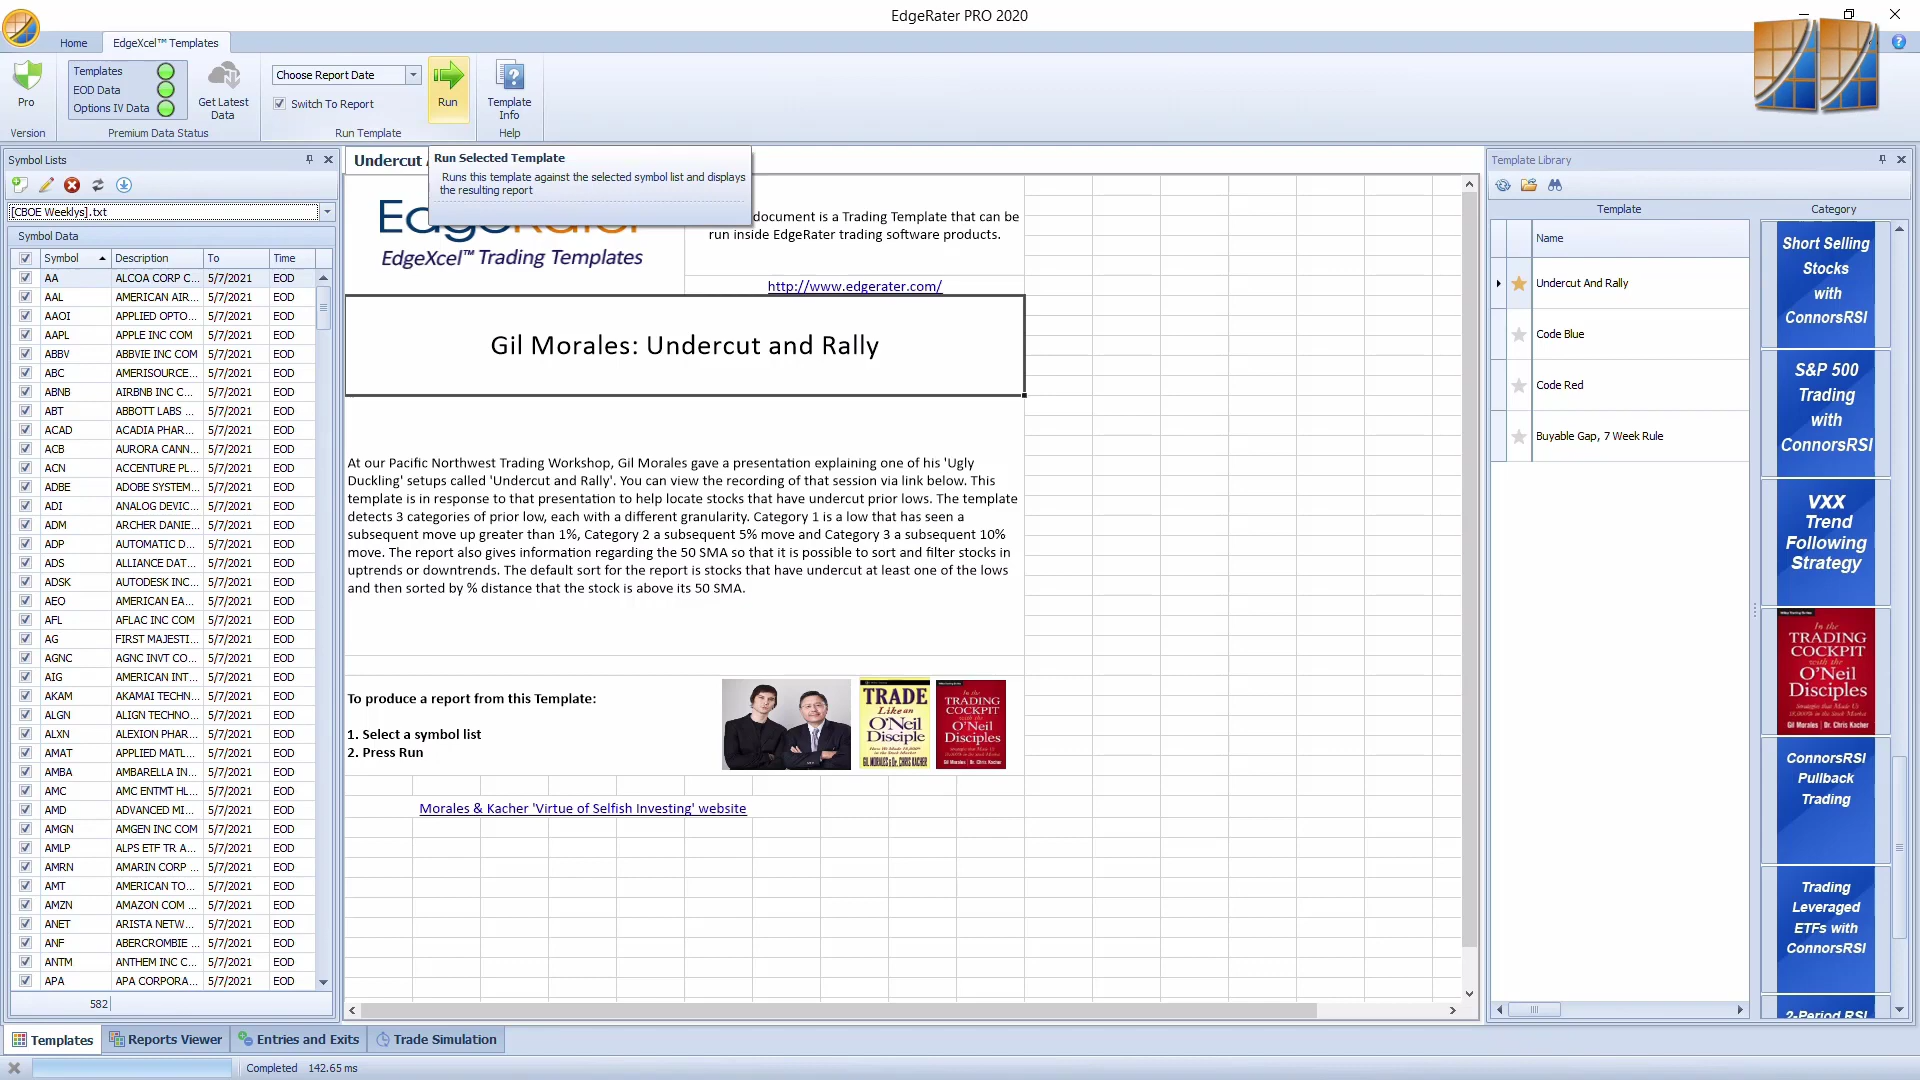 EdgeRater PRO 2020
Home
EdgeXcel™ Templates
Pro
Version
Templates
EOD Data
Options IV Data
Get Latest
Data
Premium Data Status
Choose Report Date
Switch To Report
Run
Run Template
Template
Info
Help
Symbol Lists
[CBOE Weeklys].txt
Symbol Data
Symbol Description To Time
AA ALCOA CORP C... 5/7/2021 EOD
AAL AMERICAN AIR... 5/7/2021 EOD
AAOI APPLIED OPTO... 5/7/2021 EOD
AAPL APPLE INC COM 5/7/2021 EOD
ABBV ABBVIE INC COM 5/7/2021 EOD
ABC AMERISOURCE... 5/7/2021 EOD
ABNB AIRBNB INC C... 5/7/2021 EOD
ABT ABBOTT LABS ... 5/7/2021 EOD
ACAD ACADIA PHAR... 5/7/2021 EOD
ACB AURORA CANN... 5/7/2021 EOD
ACN ACCENTURE PL... 5/7/2021 EOD
ADBE ADOBE SYSTEM... 5/7/2021 EOD
ADI ANALOG DEVIC... 5/7/2021 EOD
ADM ARCHER DANIE... 5/7/2021 EOD
ADP AUTOMATIC D... 5/7/2021 EOD
ADS ALLIANCE DAT... 5/7/2021 EOD
ADSK AUTODESK INC... 5/7/2021 EOD
AEO AMERICAN EA... 5/7/2021 EOD
AFL AFLAC INC COM 5/7/2021 EOD
AG FIRST MAJESTI... 5/7/2021 EOD
AGNC AGNC INVT CO... 5/7/2021 EOD
AIG AMERICAN INT... 5/7/2021 EOD
AKAM AKAMAI TECHN... 5/7/2021 EOD
ALGN ALIGN TECHNO... 5/7/2021 EOD
ALXN ALEXION PHAR... 5/7/2021 EOD
AMAT APPLIED MATL... 5/7/2021 EOD
AMBA AMBARELLA IN... 5/7/2021 EOD
AMC AMC ENTMT HL... 5/7/2021 EOD
AMD ADVANCED MI... 5/7/2021 EOD
AMGN AMGEN INC COM 5/7/2021 EOD
AMLP ALPS ETF TR A... 5/7/2021 EOD
AMRN AMARIN CORP ... 5/7/2021 EOD
AMT AMERICAN TO... 5/7/2021 EOD
AMZN AMAZON COM ... 5/7/2021 EOD
ANET ARISTA NETW... 5/7/2021 EOD
ANF ABERCROMBIE ... 5/7/2021 EOD
ANTM ANTHEM INC C... 5/7/2021 EOD
APA APA CORPORA... 5/7/2021 EOD
582
Undercut A
Run Selected Template
Runs this template against the selected symbol list and displays
the resulting report
EdgeRater
EdgeXcel™ Trading Templates
document is a Trading Template that can be
run inside EdgeRater trading software products.
http://www.edgerater.com/
Gil Morales: Undercut and Rally
At our Pacific Northwest Trading Workshop, Gil Morales gave a presentation explaining one of his 'Ugly
Duckling' setups called 'Undercut and Rally'. You can view the recording of that session via link below. This
template is in response to that presentation to help locate stocks that have undercut prior lows. The template
detects 3 categories of prior low, each with a different granularity. Category 1 is a low that has seen a
subsequent move up greater than 1%, Category 2 a subsequent 5% move and Category 3 a subsequent 10%
move. The report also gives information regarding the 50 SMA so that it is possible to sort and filter stocks in
uptrends or downtrends. The default sort for the report is stocks that have undercut at least one of the lows
and then sorted by % distance that the stock is above its 50 SMA.
To produce a report from this Template:
1. Select a symbol list
2. Press Run
TRADE
Like an
O'Neil
Disciple
GIL MORALES & Dr. CHRIS KACHER
In the
TRADING
COCKPIT
with the
O'Neil
Disciples
Gil Morales | Dr. Chris Kacher
Morales & Kacher 'Virtue of Selfish Investing' website
Template Library
Template
Name
Undercut And Rally
Code Blue
Code Red
Buyable Gap, 7 Week Rule
Category
Short Selling
Stocks
with
ConnorsRSI
S&P 500
Trading
with
ConnorsRSI
VXX
Trend
Following
Strategy
In the
TRADING
COCKPIT
with the
O'Neil
Disciples
Gil Morales | Dr. Chris Kacher
ConnorsRSI
Pullback
Trading
Trading
Leveraged
ETFs with
ConnorsRSI
2-Period RSI
Templates
Reports Viewer
Entries and Exits
Trade Simulation
Completed 142.65 ms